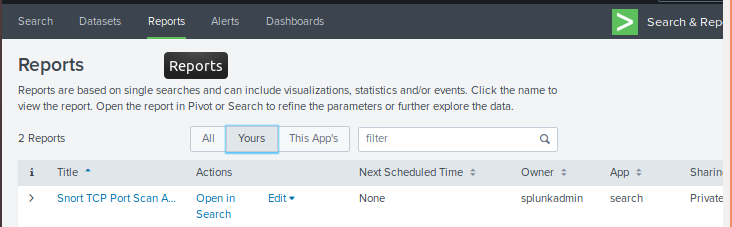 Search Datasets Reports Alerts Dashboards Search & Repo
Reports
Reports
Reports are based on single searches and can include visualizations, statistics and/or events. Click the name to
view the report. Open the report in Pivot or Search to refine the parameters or further explore the data.
2 Reports All Yours This App's filter
i Title Actions Next Scheduled Time Owner App Sharin
Snort TCP Port Scan A... Open in Search Edit None splunkadmin search Private